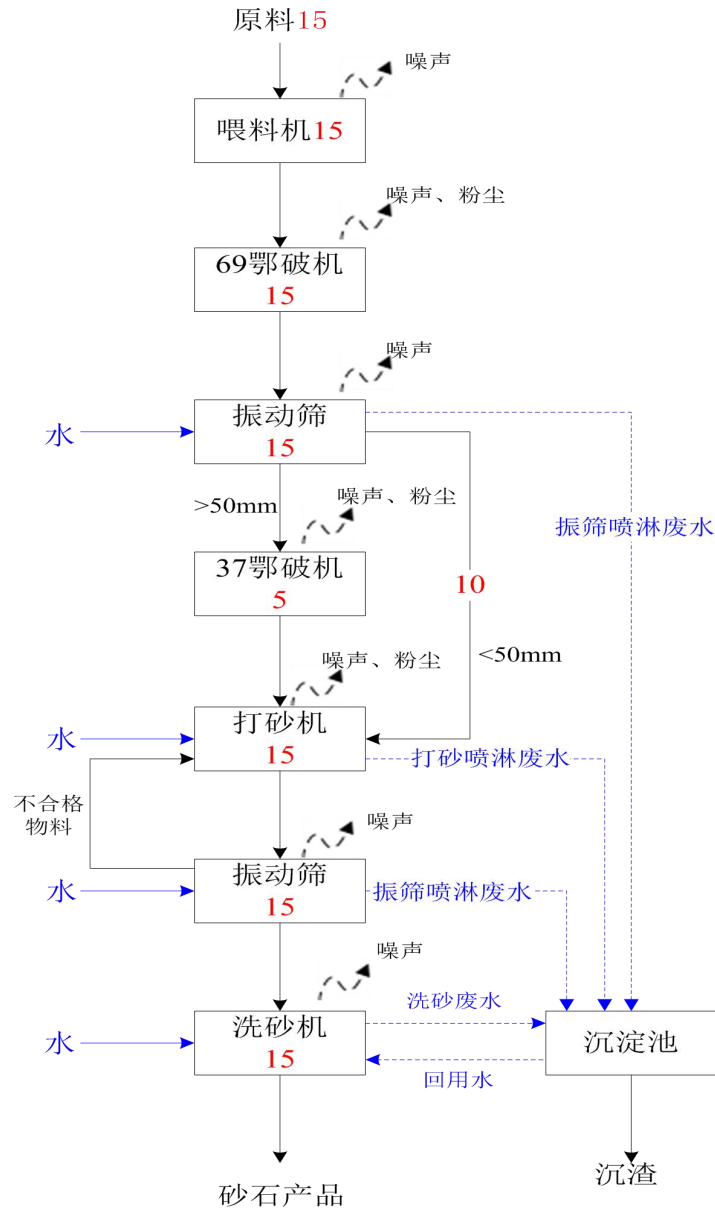 原料15
噪声
喂料机15
噪声、粉尘
69鄂破机
15
噪声
水
振动筛
15
>50mm
噪声、粉尘
振筛喷淋废水
37鄂破机
5
10
<50mm
噪声、粉尘
水
打砂机
15
打砂喷淋废水
不合格
物料
噪声
水
振动筛
15
振筛喷淋废水
噪声
水
洗砂机
15
洗砂废水
回用水
沉淀池
砂石产品
沉渣